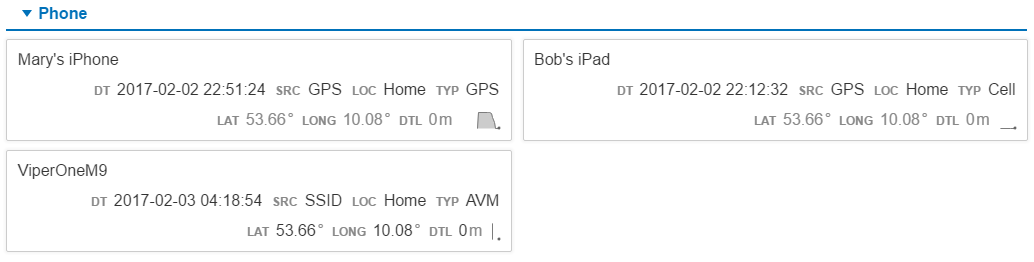 Phone
Mary's iPhone
DT 2017-02-02 22:51:24 SRC GPS LOC Home TYP GPS
LAT 53.66° LONG 10.08° DTL 0m
Bob's iPad
DT 2017-02-02 22:12:32 SRC GPS LOC Home TYP Cell
LAT 53.66° LONG 10.08° DTL 0m
ViperOneM9
DT 2017-02-03 04:18:54 SRC SSID LOC Home TYP AVM
LAT 53.66° LONG 10.08° DTL 0m